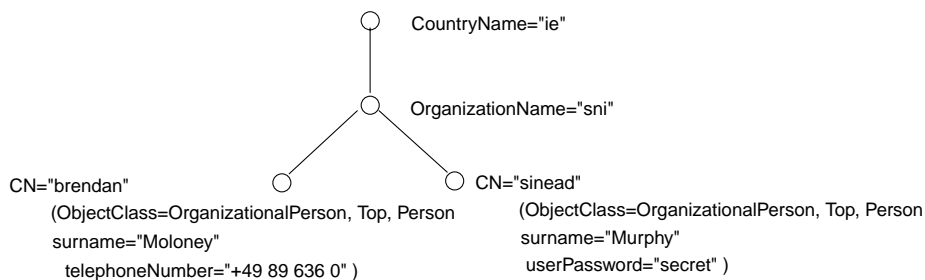 CountryName="ie"
OrganizationName="sni"
CN="brendan"
(ObjectClass=OrganizationalPerson, Top, Person
surname="Moloney"
telephoneNumber="+49 89 636 0" )
CN="sinead"
(ObjectClass=OrganizationalPerson, Top, Person
surname="Murphy"
userPassword="secret" )